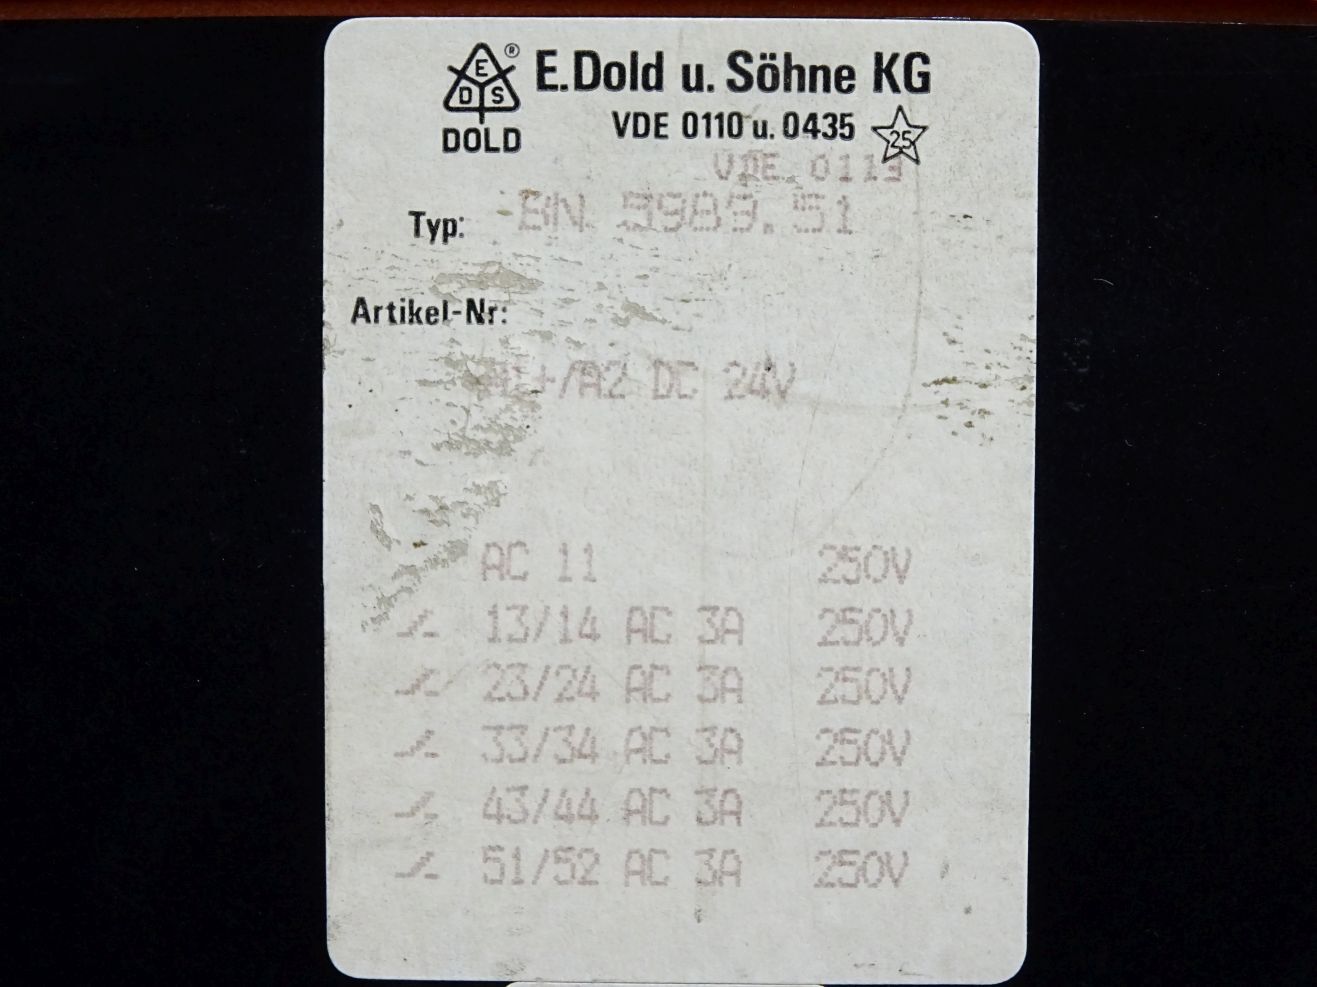 E.Dold u. Söhne KG
E
D S
®
DOLD
VDE 0110 u. 0435 25
VDE 0113
Typ: BN 5983.51
Artikel-Nr:
A1+/A2 DC 24V
AC 11 250V
13/14 AC 3A 250V
23/24 AC 3A 250V
33/34 AC 3A 250V
43/44 AC 3A 250V
51/52 AC 3A 250V